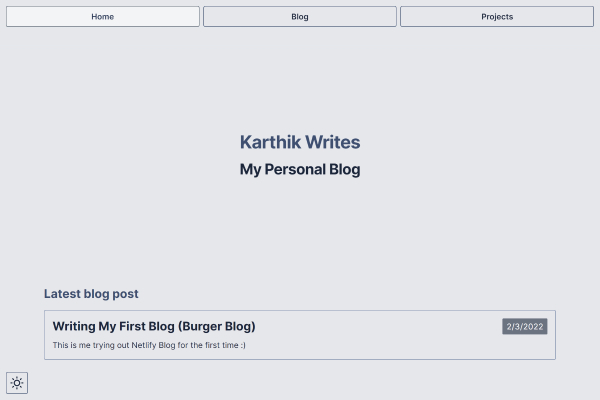 Home
Blog
Projects
Karthik Writes
My Personal Blog
Latest blog post
Writing My First Blog (Burger Blog)
2/3/2022
This is me trying out Netlify Blog for the first time :)